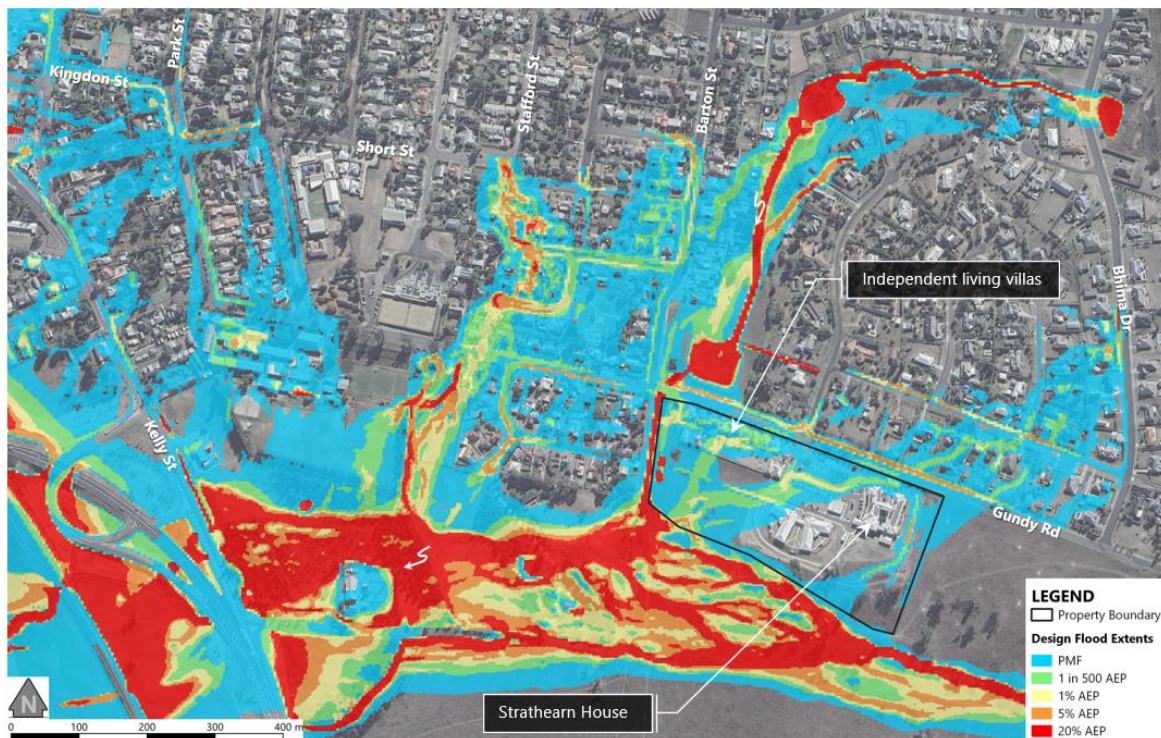 Park St
Kingdon St
Stafford St
Barton St
Short St
Independent living villas
Bhima Dr
Kelly St
Gundy Rd
Strathearn House
N
0 100 200 300 400 m
LEGEND
Property Boundary
Design Flood Extents
PMF
1 in 500 AEP
1% AEP
5% AEP
20% AEP